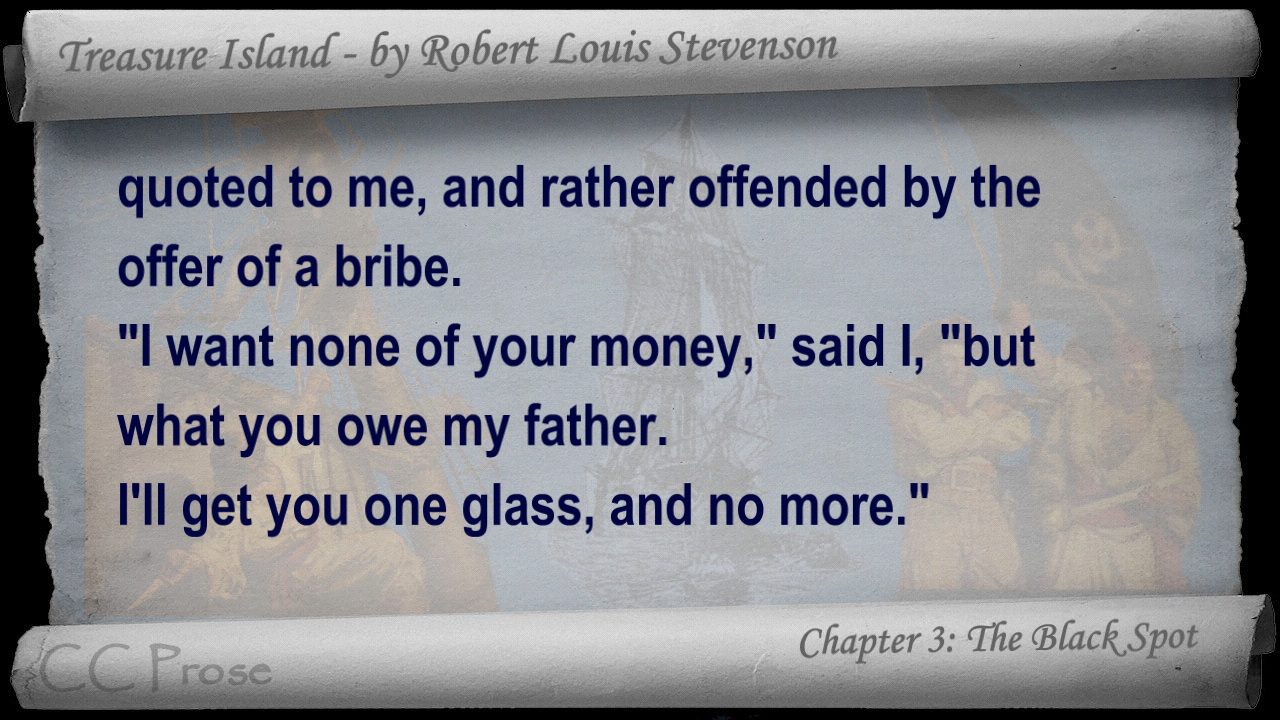 Treasure Island - by Robert Louis Stevenson
quoted to me, and rather offended by the
offer of a bribe.
"I want none of your money," said I, "but
what you owe my father.
I'll get you one glass, and no more."
Chapter 3: The Black Spot
CC Prose